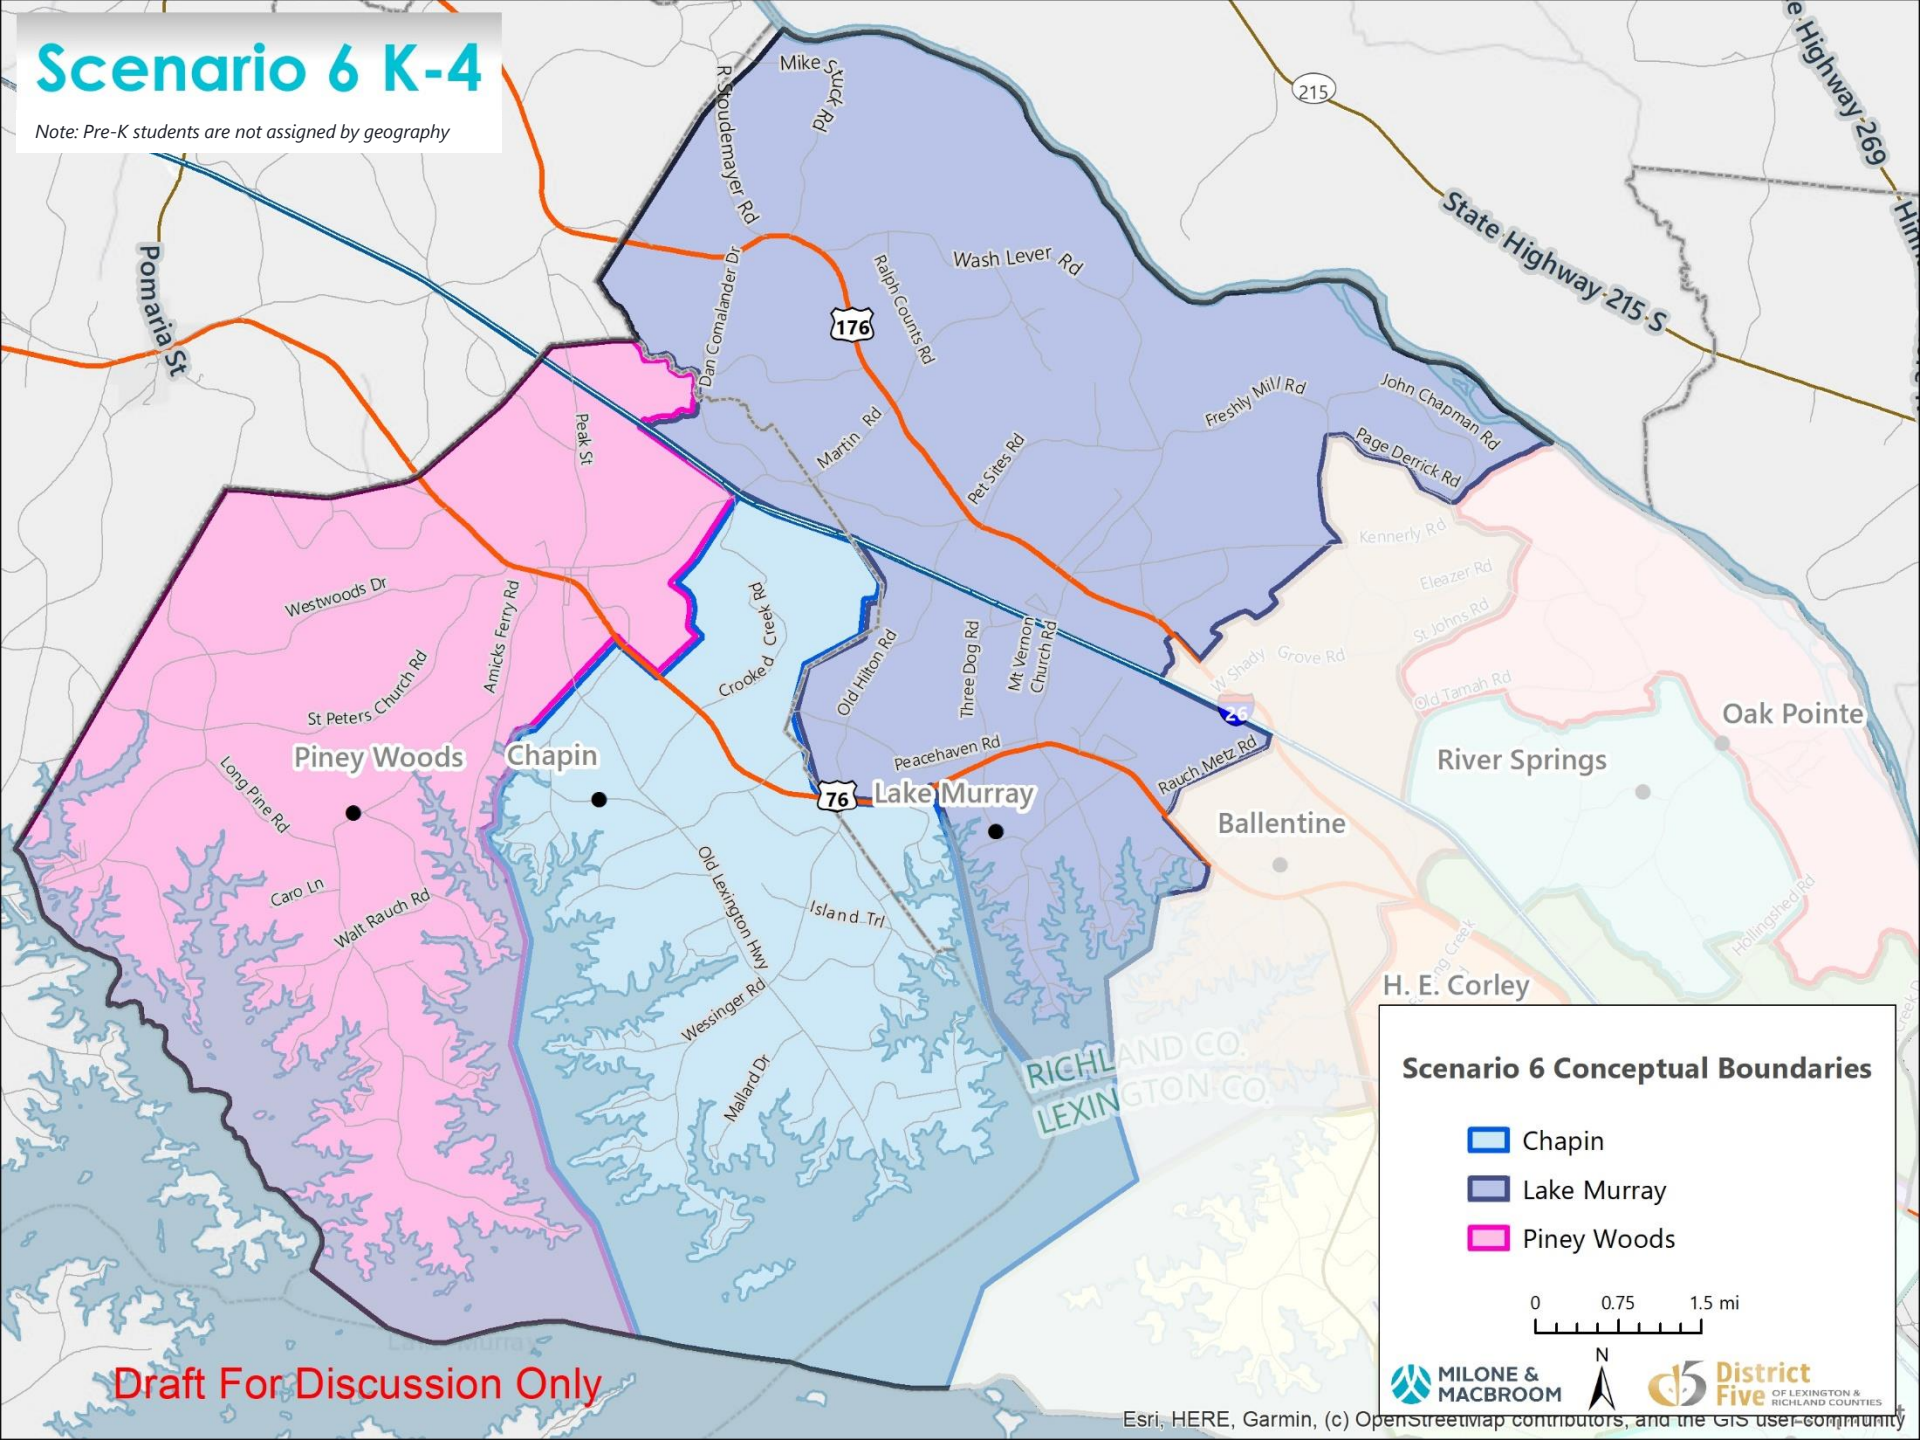 Scenario 6 K-4
Note: Pre-K students are not assigned by geography
Mike Stuck Rd
R Stoudemayer Rd
215
State Highway 269
State Highway 215 S
Pomaria St
Wash Lever Rd
Dan Comalander Dr
Ralph Counts Rd
176
Peak St
Martin Rd
Pet Sites Rd
Freshly Mill Rd
John Chapman Rd
Page Derrick Rd
Kennerly Rd
Eleazer Rd
St Johns Rd
W Shady Grove Rd
Old Tamah Rd
Westwoods Dr
Amicks Ferry Rd
Crooked Creek Rd
Old Hilton Rd
Three Dog Rd
Mt Vernon
Church Rd
St Peters Church Rd
26
Oak Pointe
Piney Woods
Chapin
Peacehaven Rd
Rauch Metz Rd
River Springs
Long Pine Rd
76
Lake Murray
Ballentine
Caro Ln
Walt Rauch Rd
Old Lexington Hwy
Island Trl
Hollingshed Rd
Wessinger Rd
H. E. Corley
Mallard Dr
RICHLAND CO.
LEXINGTON CO.
Scenario 6 Conceptual Boundaries
Chapin
Lake Murray
Piney Woods
0 0.75 1.5 mi
N
MILONE &
MACBROOM
d5 District
Five OF LEXINGTON &
RICHLAND COUNTIES
Lake Murray
Draft For Discussion Only
Esri, HERE, Garmin, (c) OpenStreetMap contributors, and the GIS user community